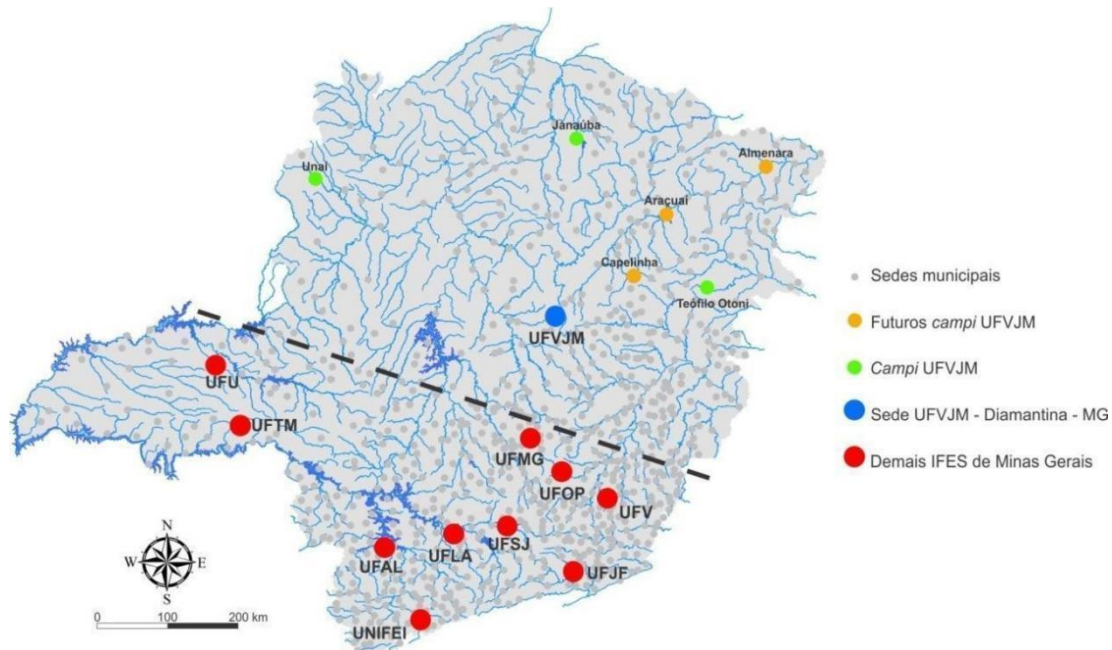 Janaúba
Almenara
Unaí
Araçuaí
Capelinha
Teófilo Otoni
UFVJM
UFU
UFTM
UFMG
UFOP
UFV
UFSJ
UFLA
UFAL
UFJF
UNIFEI
Sedes municipais
Futuros campi UFVJM
Campi UFVJM
Sede UFVJM - Diamantina - MG
Demais IFES de Minas Gerais
N
W E
S
0 100 200 km